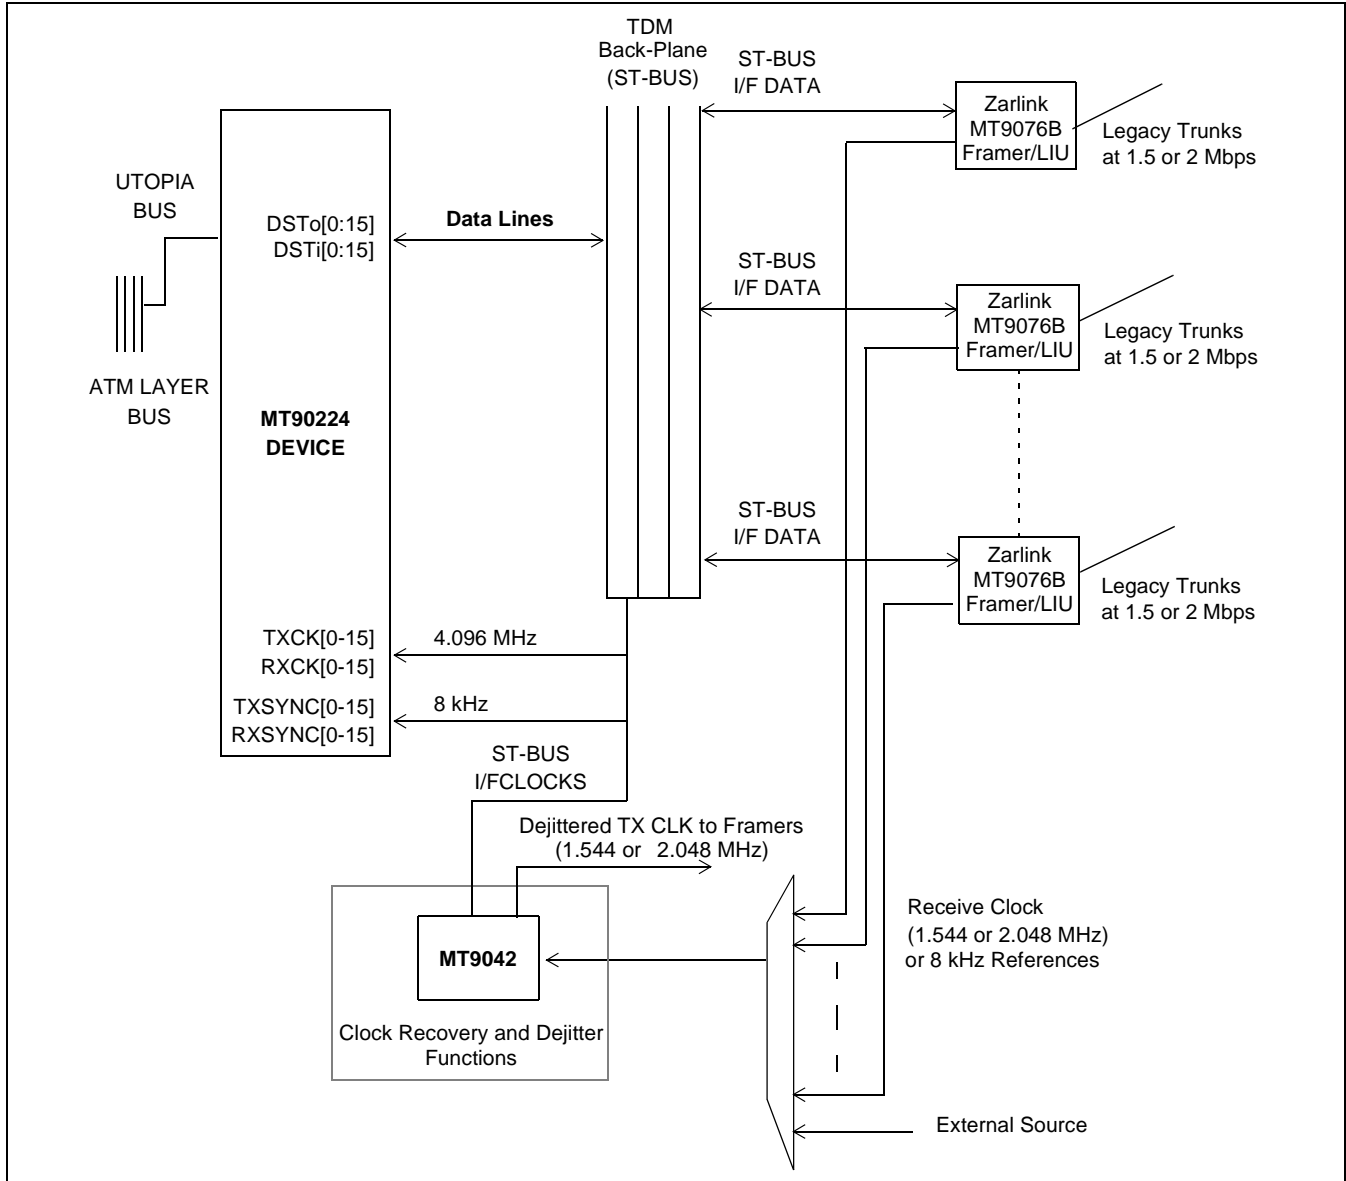 TDM
Back-Plane
(ST-BUS)
ST-BUS
I/F DATA
Zarlink
MT9076B
Framer/LIU
Legacy Trunks
at 1.5 or 2 Mbps
UTOPIA
BUS
DSTo[0:15]
DSTi[0:15]
Data Lines
ST-BUS
I/F DATA
Zarlink
MT9076B
Framer/LIU
Legacy Trunks
at 1.5 or 2 Mbps
ATM LAYER
BUS
MT90224
DEVICE
ST-BUS
I/F DATA
Zarlink
MT9076B
Framer/LIU
Legacy Trunks
at 1.5 or 2 Mbps
TXCK[0-15]
RXCK[0-15]
4.096 MHz
TXSYNC[0-15]
RXSYNC[0-15]
8 kHz
ST-BUS
I/FCLOCKS
Dejittered TX CLK to Framers
(1.544 or 2.048 MHz)
MT9042
Clock Recovery and Dejitter
Functions
Receive Clock
(1.544 or 2.048 MHz)
or 8 kHz References
External Source